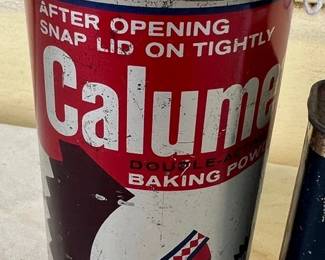 AFTER OPENING
SNAP LID ON TIGHTLY
Calume
DOUBLE-A
BAKING POW